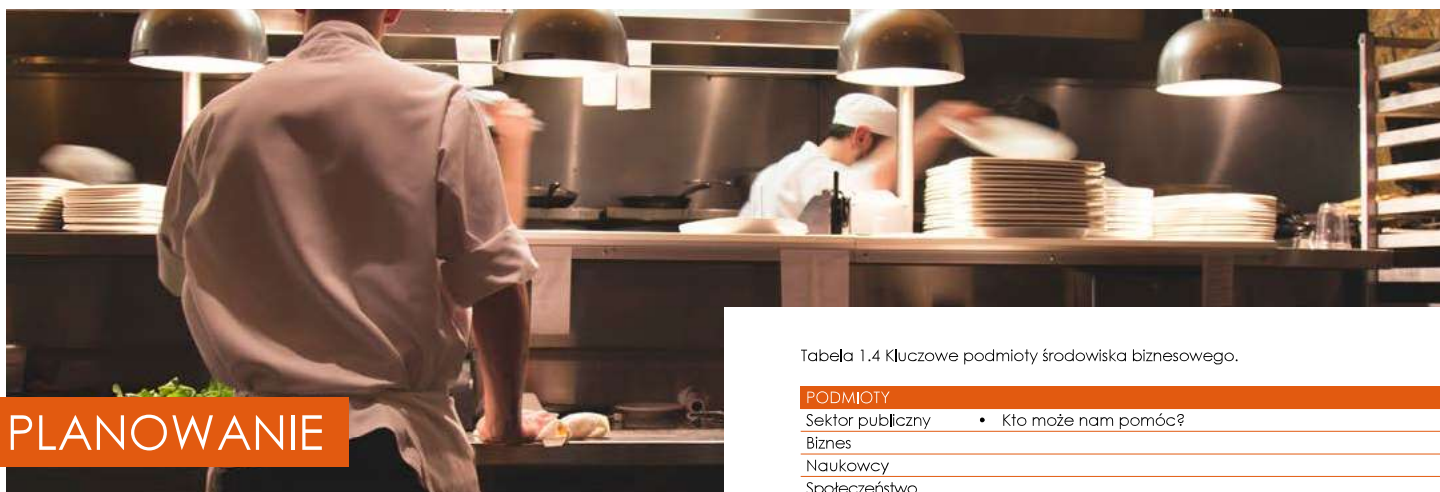 PLANOWANIE
Tabela 1.4 Kluczowe podmioty środowiska biznesowego.
PODMIOTY
Sektor publiczny • Kto może nam pomóc?
Biznes
Naukowcy
Społeczeństwo